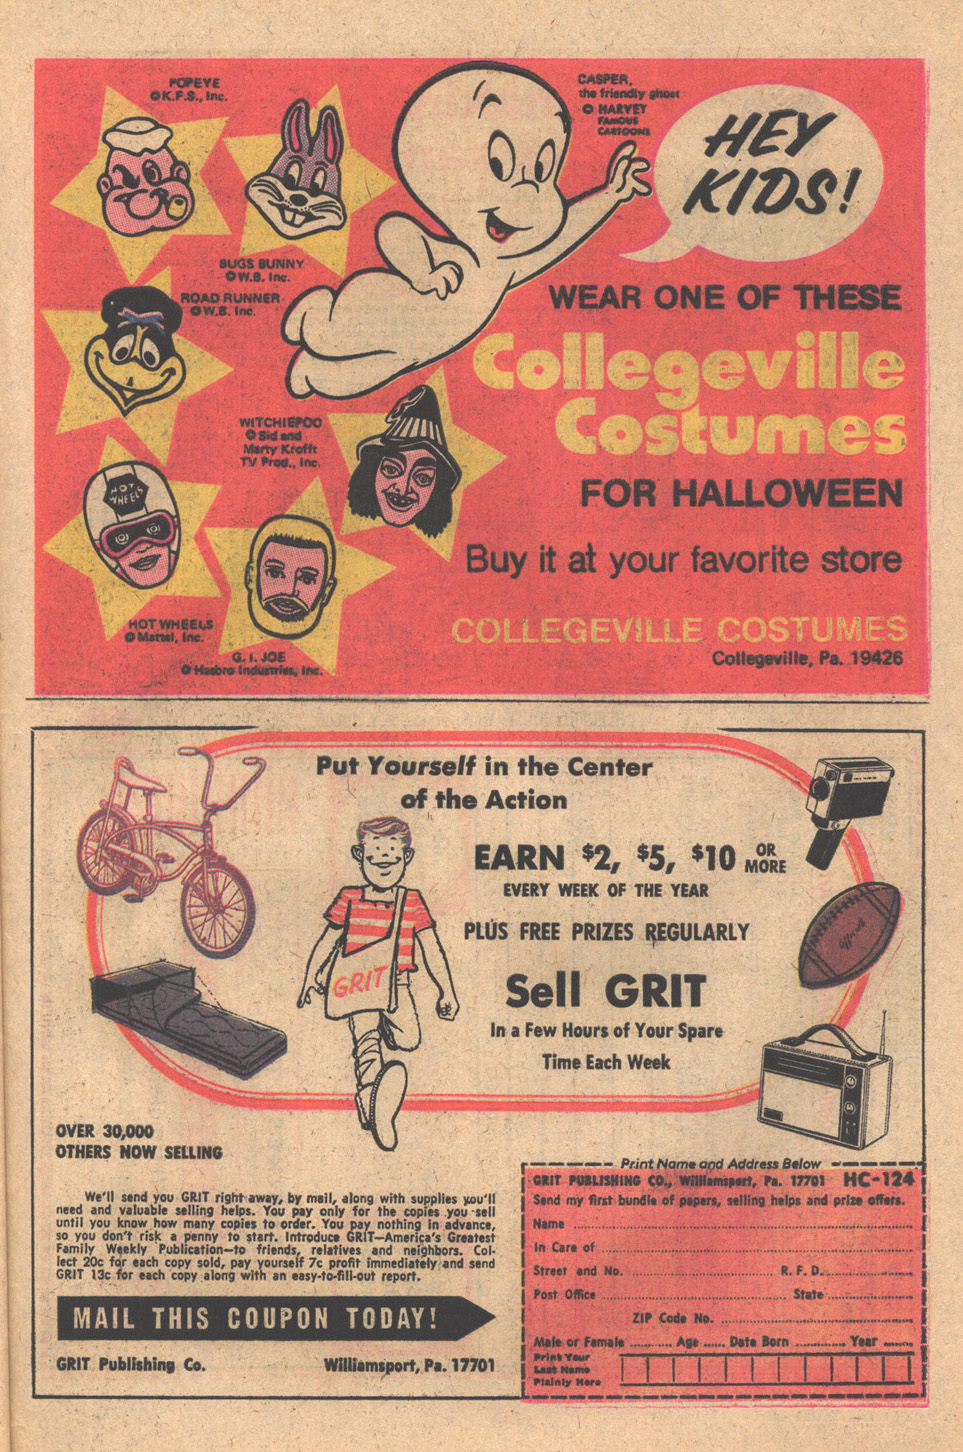 POPEYE
© K.F.S., Inc.
CASPER,
the friendly ghost
© HARVEY
FAMOUS
CARTOONS
HEY
KIDS!
BUGS BUNNY
© W.B. Inc.
ROAD RUNNER
© W.B. Inc.
WEAR ONE OF THESE
Collegeville
Costumes
FOR HALLOWEEN
WITCHIEPOO
© Sid and
Marty Krofft
TV Prod., Inc.
HOT
WHEELS
HOT WHEELS
© Mattel, Inc.
G. I. JOE
© Hasbro Industries, Inc.
Buy it at your favorite store
COLLEGEVILLE COSTUMES
Collegeville, Pa. 19426
Put Yourself in the Center
of the Action
EARN $2, $5, $10 OR MORE
EVERY WEEK OF THE YEAR
PLUS FREE PRIZES REGULARLY
Sell GRIT
In a Few Hours of Your Spare
Time Each Week
GRIT
Official
OVER 30,000
OTHERS NOW SELLING
We'll send you GRIT right away, by mail, along with supplies you'll
need and valuable selling helps. You pay only for the copies you sell
until you know how many copies to order. You pay nothing in advance,
so you don't risk a penny to start. Introduce GRIT—America's Greatest
Family Weekly Publication—to friends, relatives and neighbors. Col-
lect 20c for each copy sold, pay yourself 7c profit immediately and send
GRIT 13c for each copy along with an easy-to-fill-out report.
MAIL THIS COUPON TODAY!
GRIT Publishing Co. Williamsport, Pa. 17701
Print Name and Address Below
GRIT PUBLISHING CO., Williamsport, Pa. 17701 HC-124
Send my first bundle of papers, selling helps and prize offers.
Name
In Care of
Street and No. R. F. D.
Post Office State
ZIP Code No.
Male or Female Age Date Born Year
Print Your
Last Name
Plainly Here